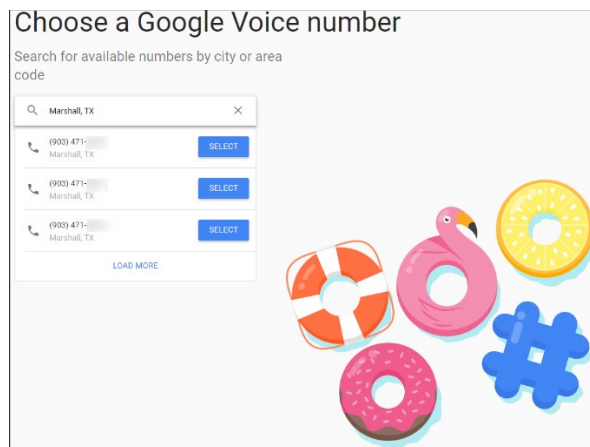 Choose a Google Voice number
Search for available numbers by city or area
code
Marshall, TX
(903) 471-
Marshall, TX
SELECT
(903) 471-
Marshall, TX
SELECT
(903) 471-
Marshall, TX
SELECT
LOAD MORE